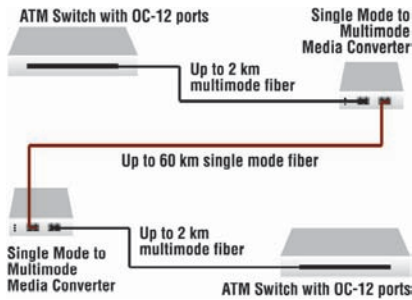 ATM Switch with OC-12 ports
Single Mode to
Multimode
Media Converter
Up to 2 km
multimode fiber
Up to 60 km single mode fiber
Up to 2 km
multimode fiber
Single Mode to
Multimode
Media Converter
ATM Switch with OC-12 ports